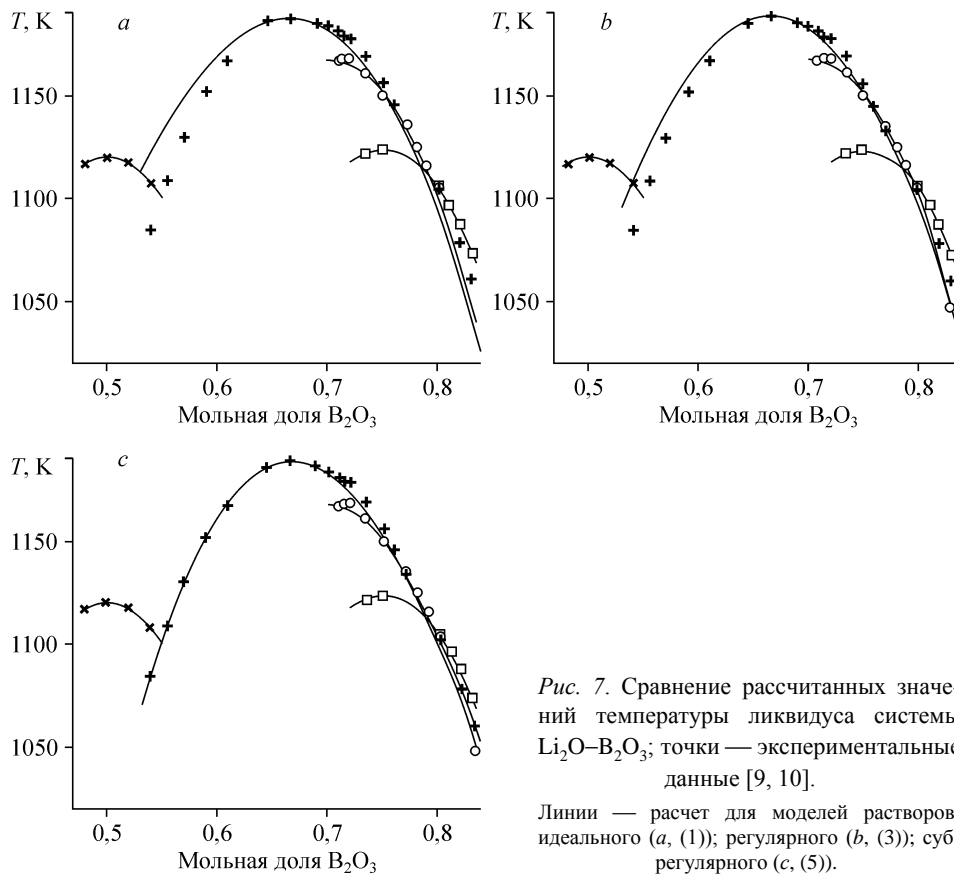 T, K
a
1150
1100
1050
0,5
0,6
0,7
0,8
Мольная доля B₂O₃
T, K
b
1150
1100
1050
0,5
0,6
0,7
0,8
Мольная доля B₂O₃
T, K
c
1150
1100
1050
0,5
0,6
0,7
0,8
Мольная доля B₂O₃
Рис. 7. Сравнение рассчитанных значе-
ний температуры ликвидуса системы
Li₂O–B₂O₃; точки — экспериментальные
данные [9, 10].
Линии — расчет для моделей растворов
идеального (a, (1)); регулярного (b, (3)); суб-
регулярного (c, (5)).